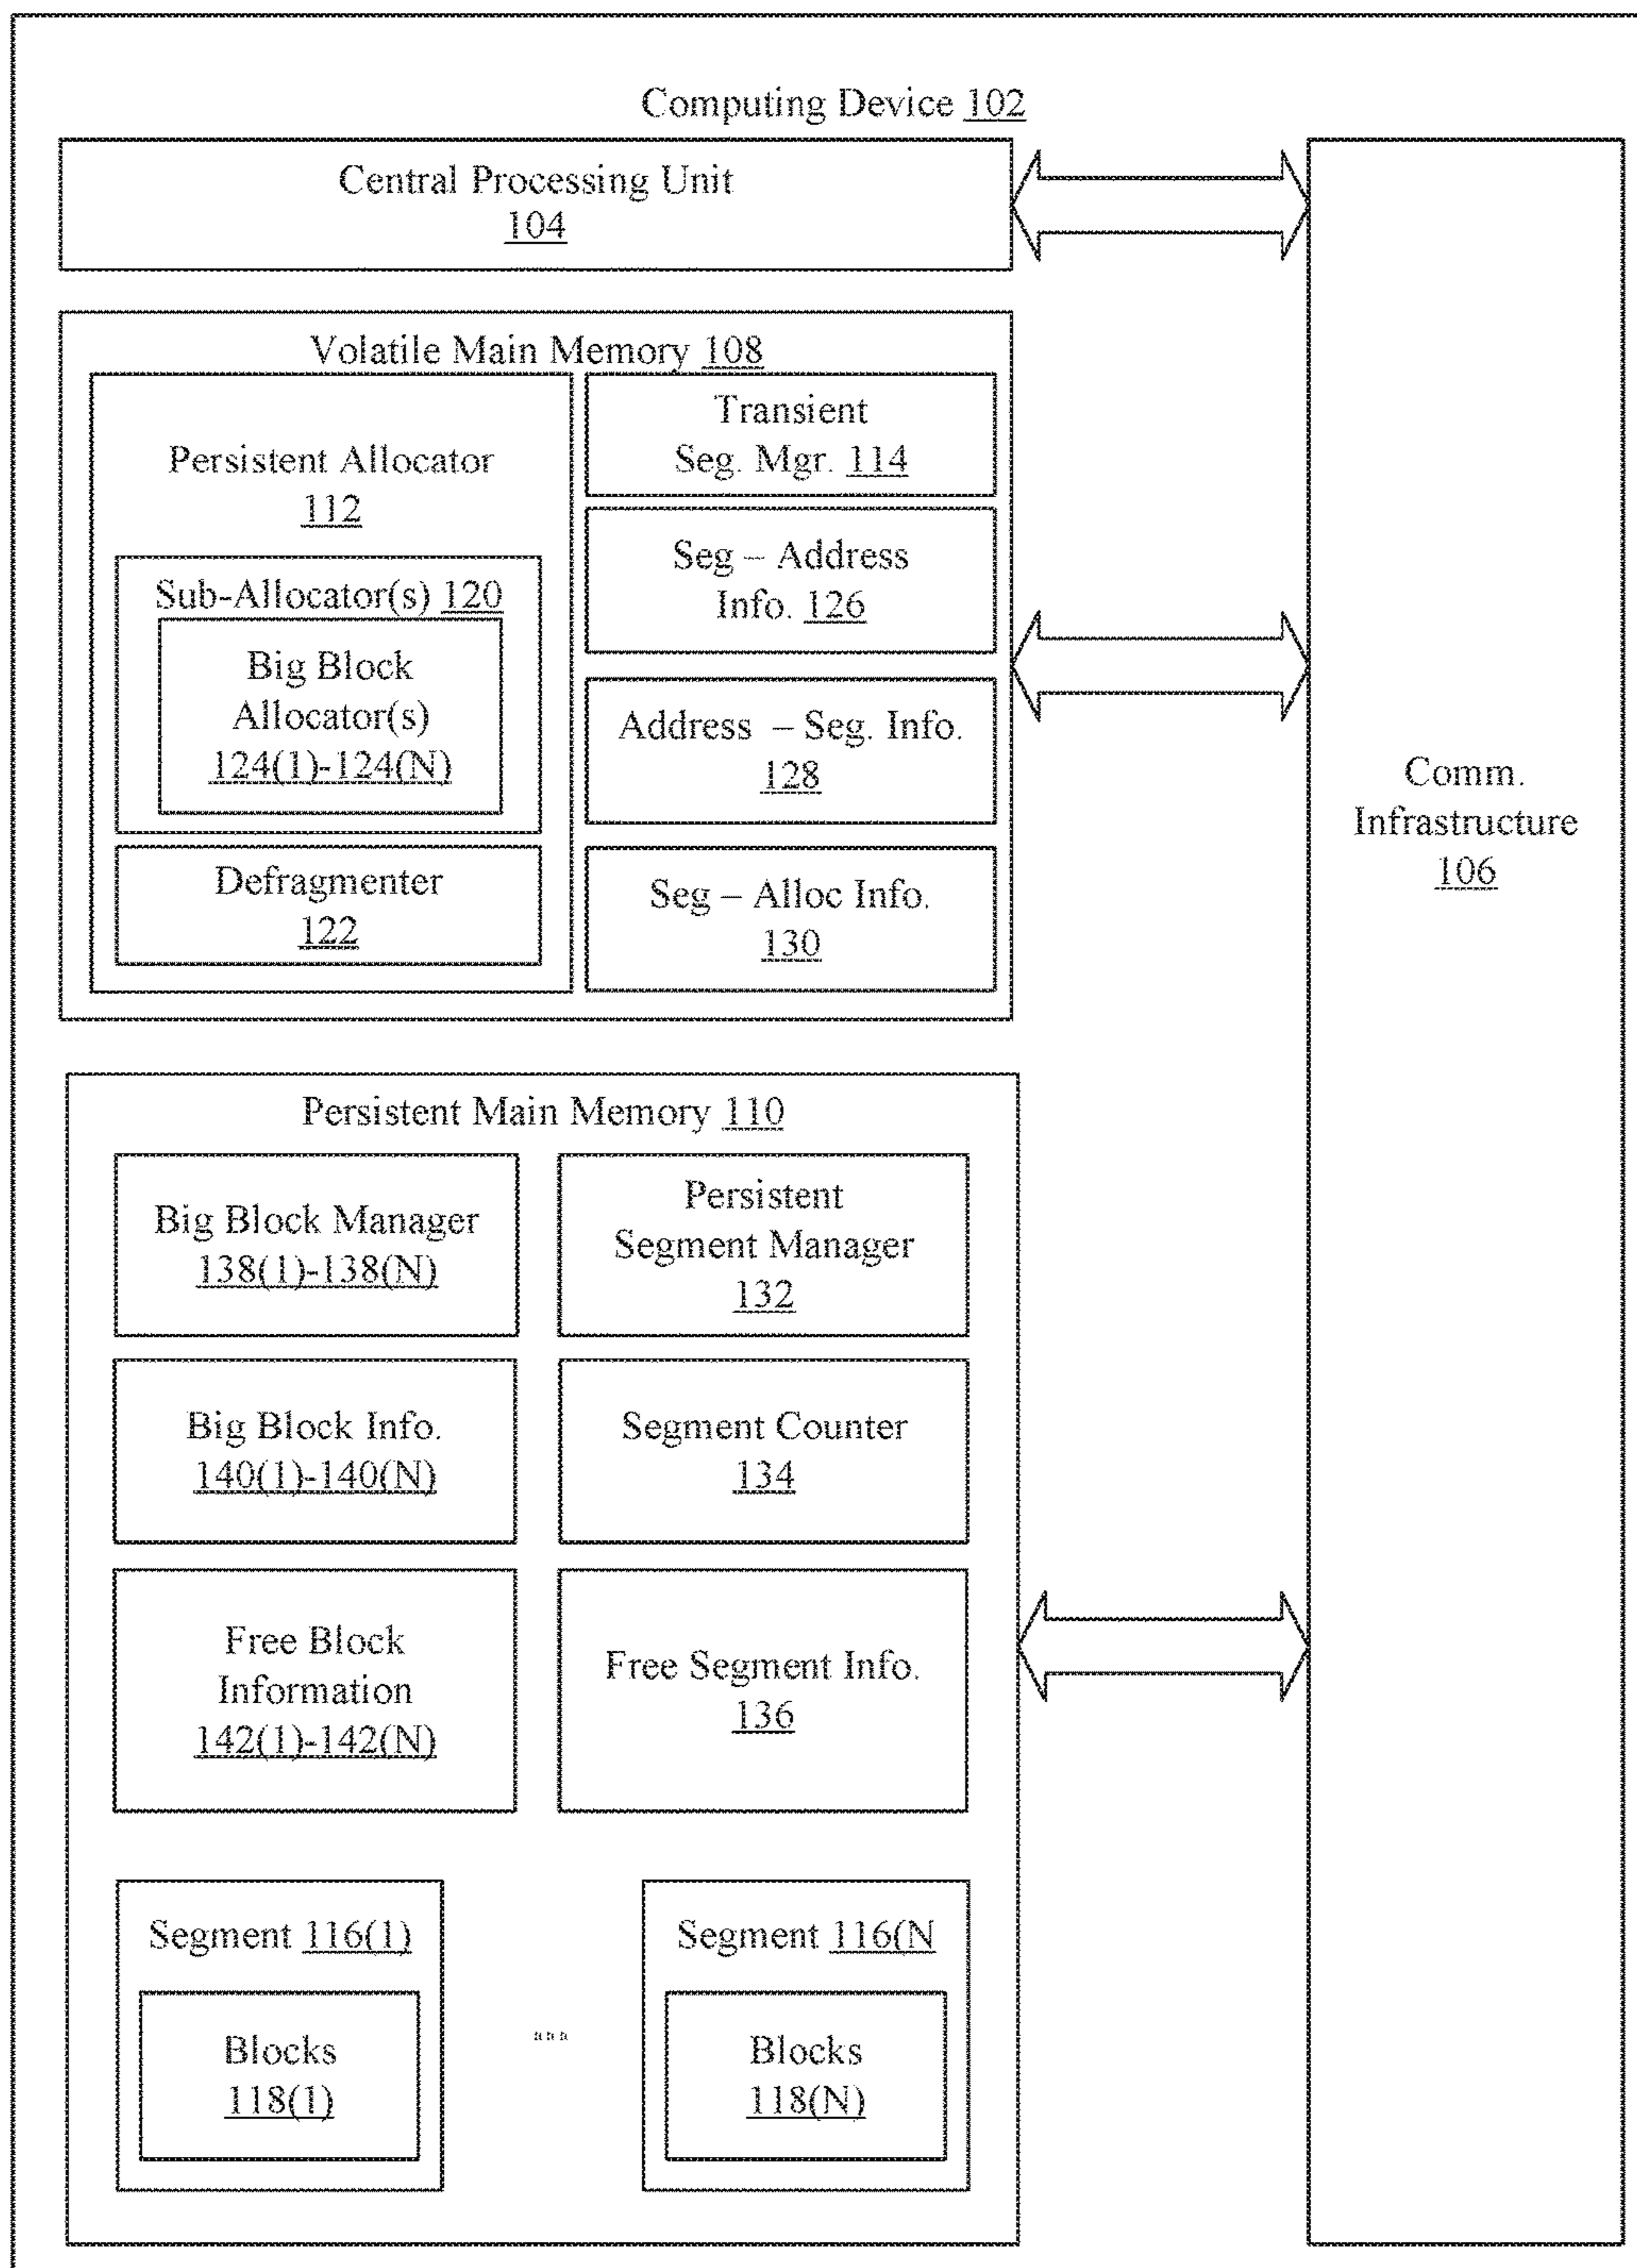 Computing Device 102
Central Processing Unit
104
Volatile Main Memory 108
Persistent Allocator
112
Sub-Allocator(s) 120
Big Block
Allocator(s)
124(1)-124(N)
Defragmenter
122
Transient
Seg. Mgr. 114
Seg – Address
Info. 126
Address – Seg. Info.
128
Seg – Alloc Info.
130
Comm.
Infrastructure
106
Persistent Main Memory 110
Big Block Manager
138(1)-138(N)
Persistent
Segment Manager
132
Big Block Info.
140(1)-140(N)
Segment Counter
134
Free Block
Information
142(1)-142(N)
Free Segment Info.
136
Segment 116(1)
Blocks
118(1)
...
Segment 116(N
Blocks
118(N)